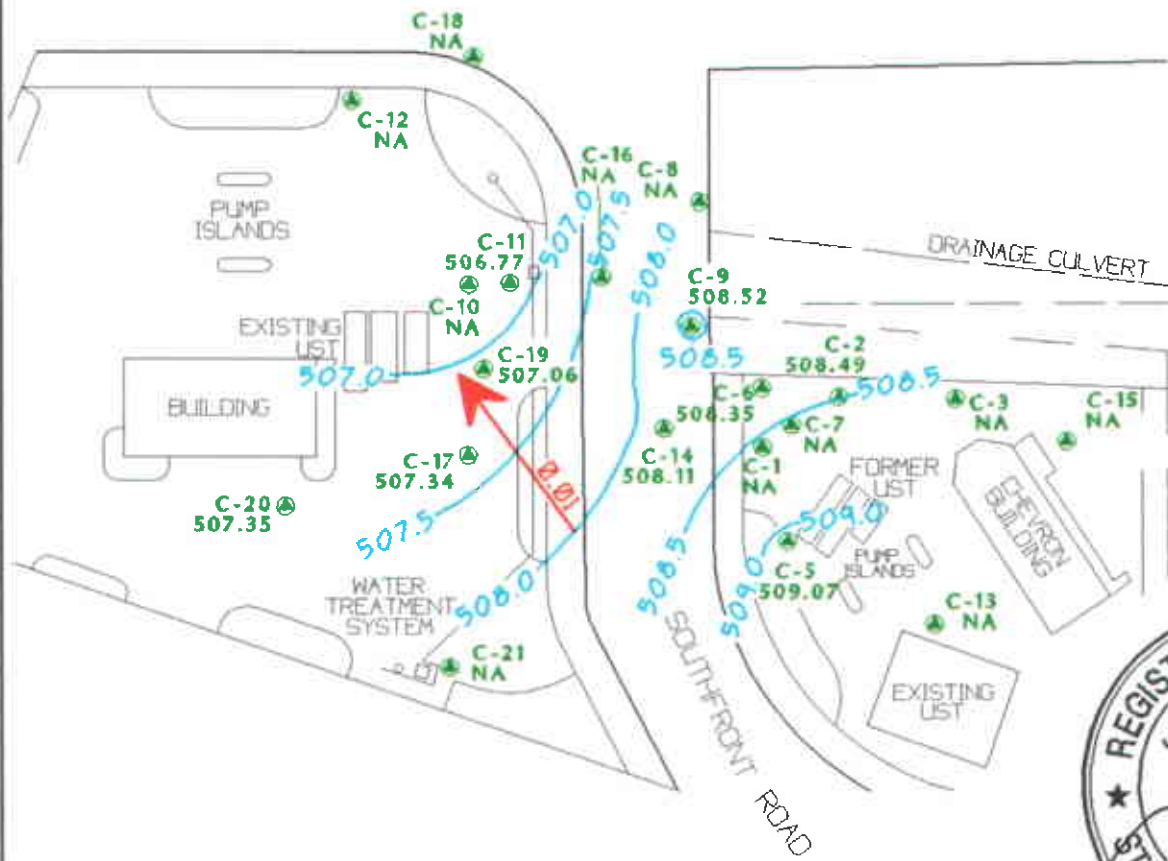 C-18
NA
C-12
NA
C-16
NA
C-8
NA
PUMP
ISLANDS
507.0
507.5
508.0
DRAINAGE CULVERT
C-11
506.77
C-9
508.52
C-10
NA
EXISTING
UST
C-19
507.06
507.0
508.5
C-2
508.49
508.5
BUILDING
C-6
508.35
C-3
NA
C-15
NA
C-7
NA
C-17
507.34
C-14
508.11
C-1
NA
FORMER
UST
CHEVRON
BUILDING
0.01
C-20
507.35
507.5
509.0
PUMP
ISLANDS
C-5
509.07
508.5
509.0
WATER
TREATMENT
SYSTEM
508.0
C-13
NA
C-21
NA
SOUTHFRONT ROAD
EXISTING
UST
★ REGIST